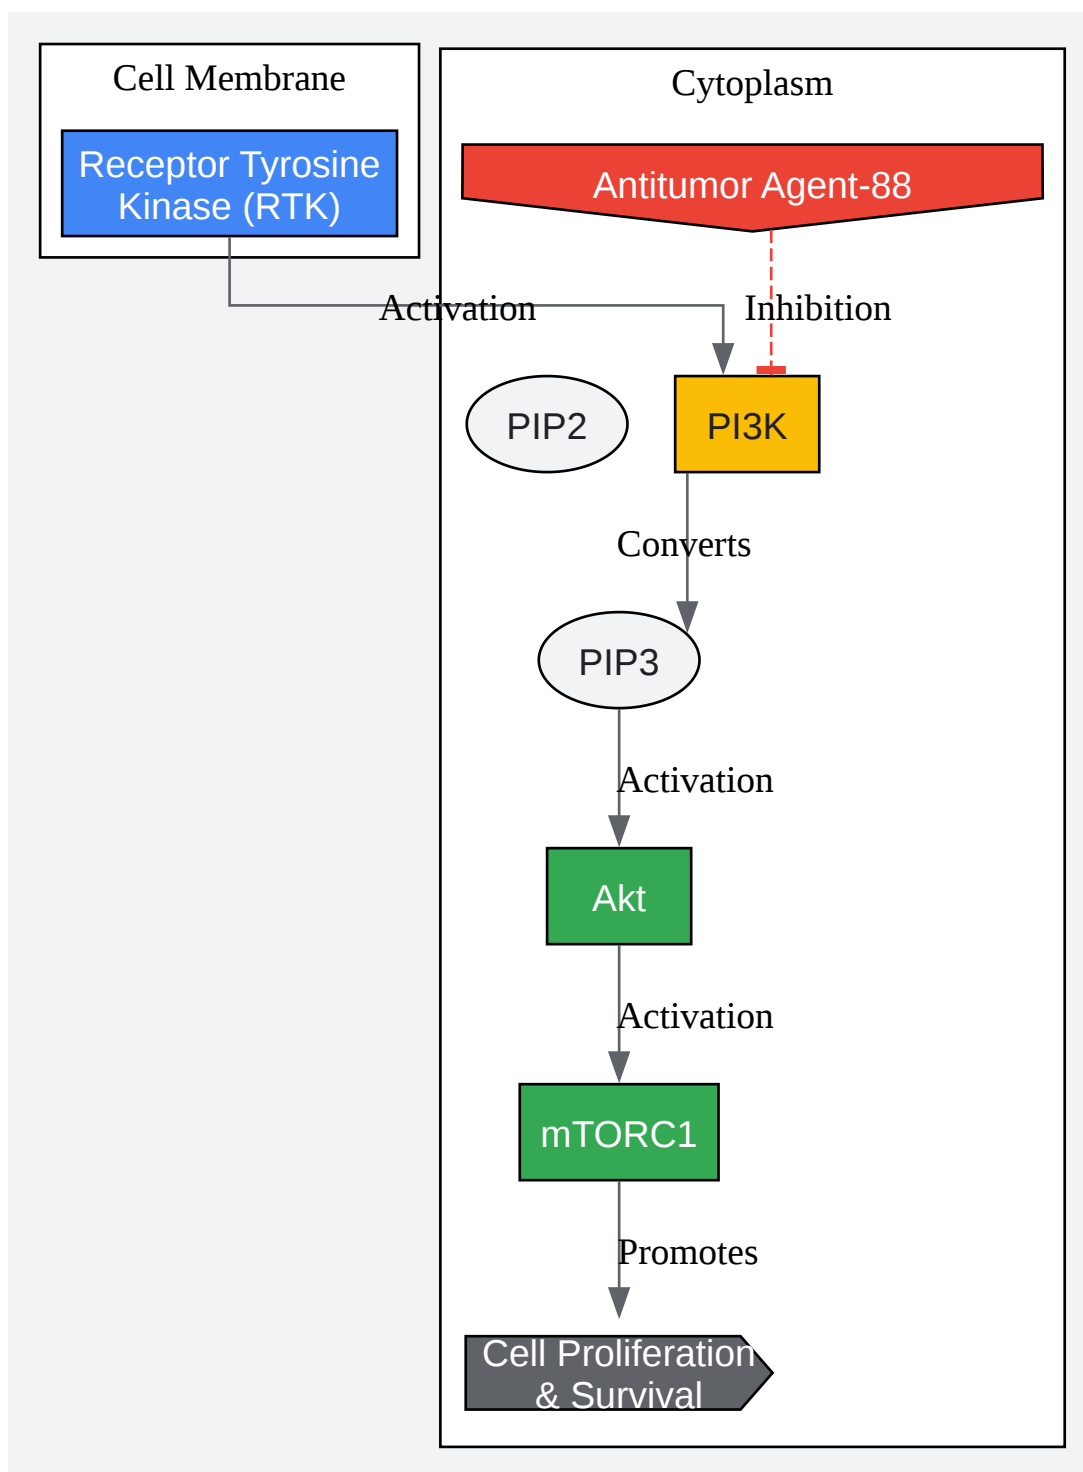 Cell Membrane
Cytoplasm
Receptor Tyrosine
Kinase (RTK)
Antitumor Agent-88
Activation
Inhibition
PIP2
PI3K
Converts
PIP3
Activation
Akt
Activation
mTORC1
Promotes
Cell Proliferation
& Survival